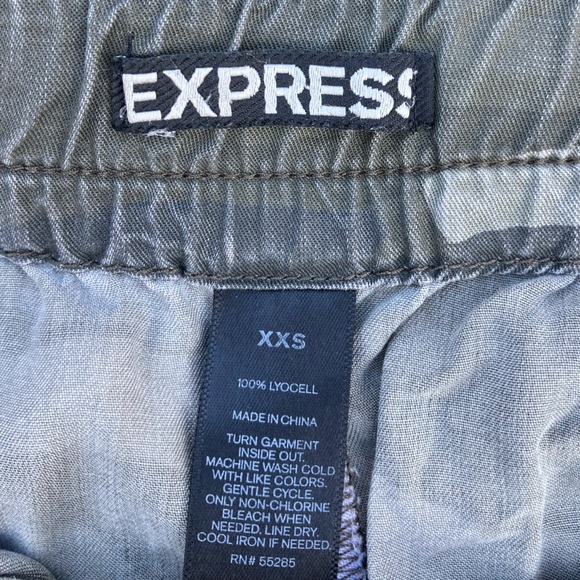 EXPRESS
XXS
100% LYOCELL
MADE IN CHINA
TURN GARMENT
INSIDE OUT.
MACHINE WASH COLD
WITH LIKE COLORS.
GENTLE CYCLE.
ONLY NON-CHLORINE
BLEACH WHEN
NEEDED. LINE DRY.
COOL IRON IF NEEDED.
RN# 55285